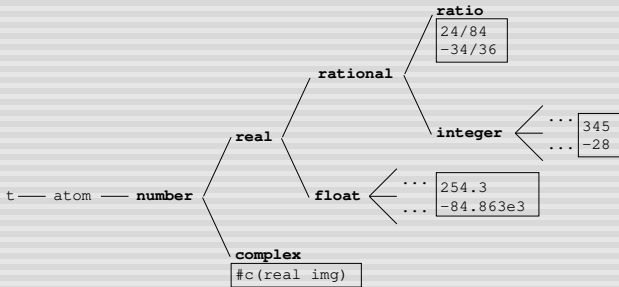 ratio
24/84
-34/36
rational
... 345
integer
... -28
real
t atom number float
... 254.3
... -84.863e3
complex
#c(real img)